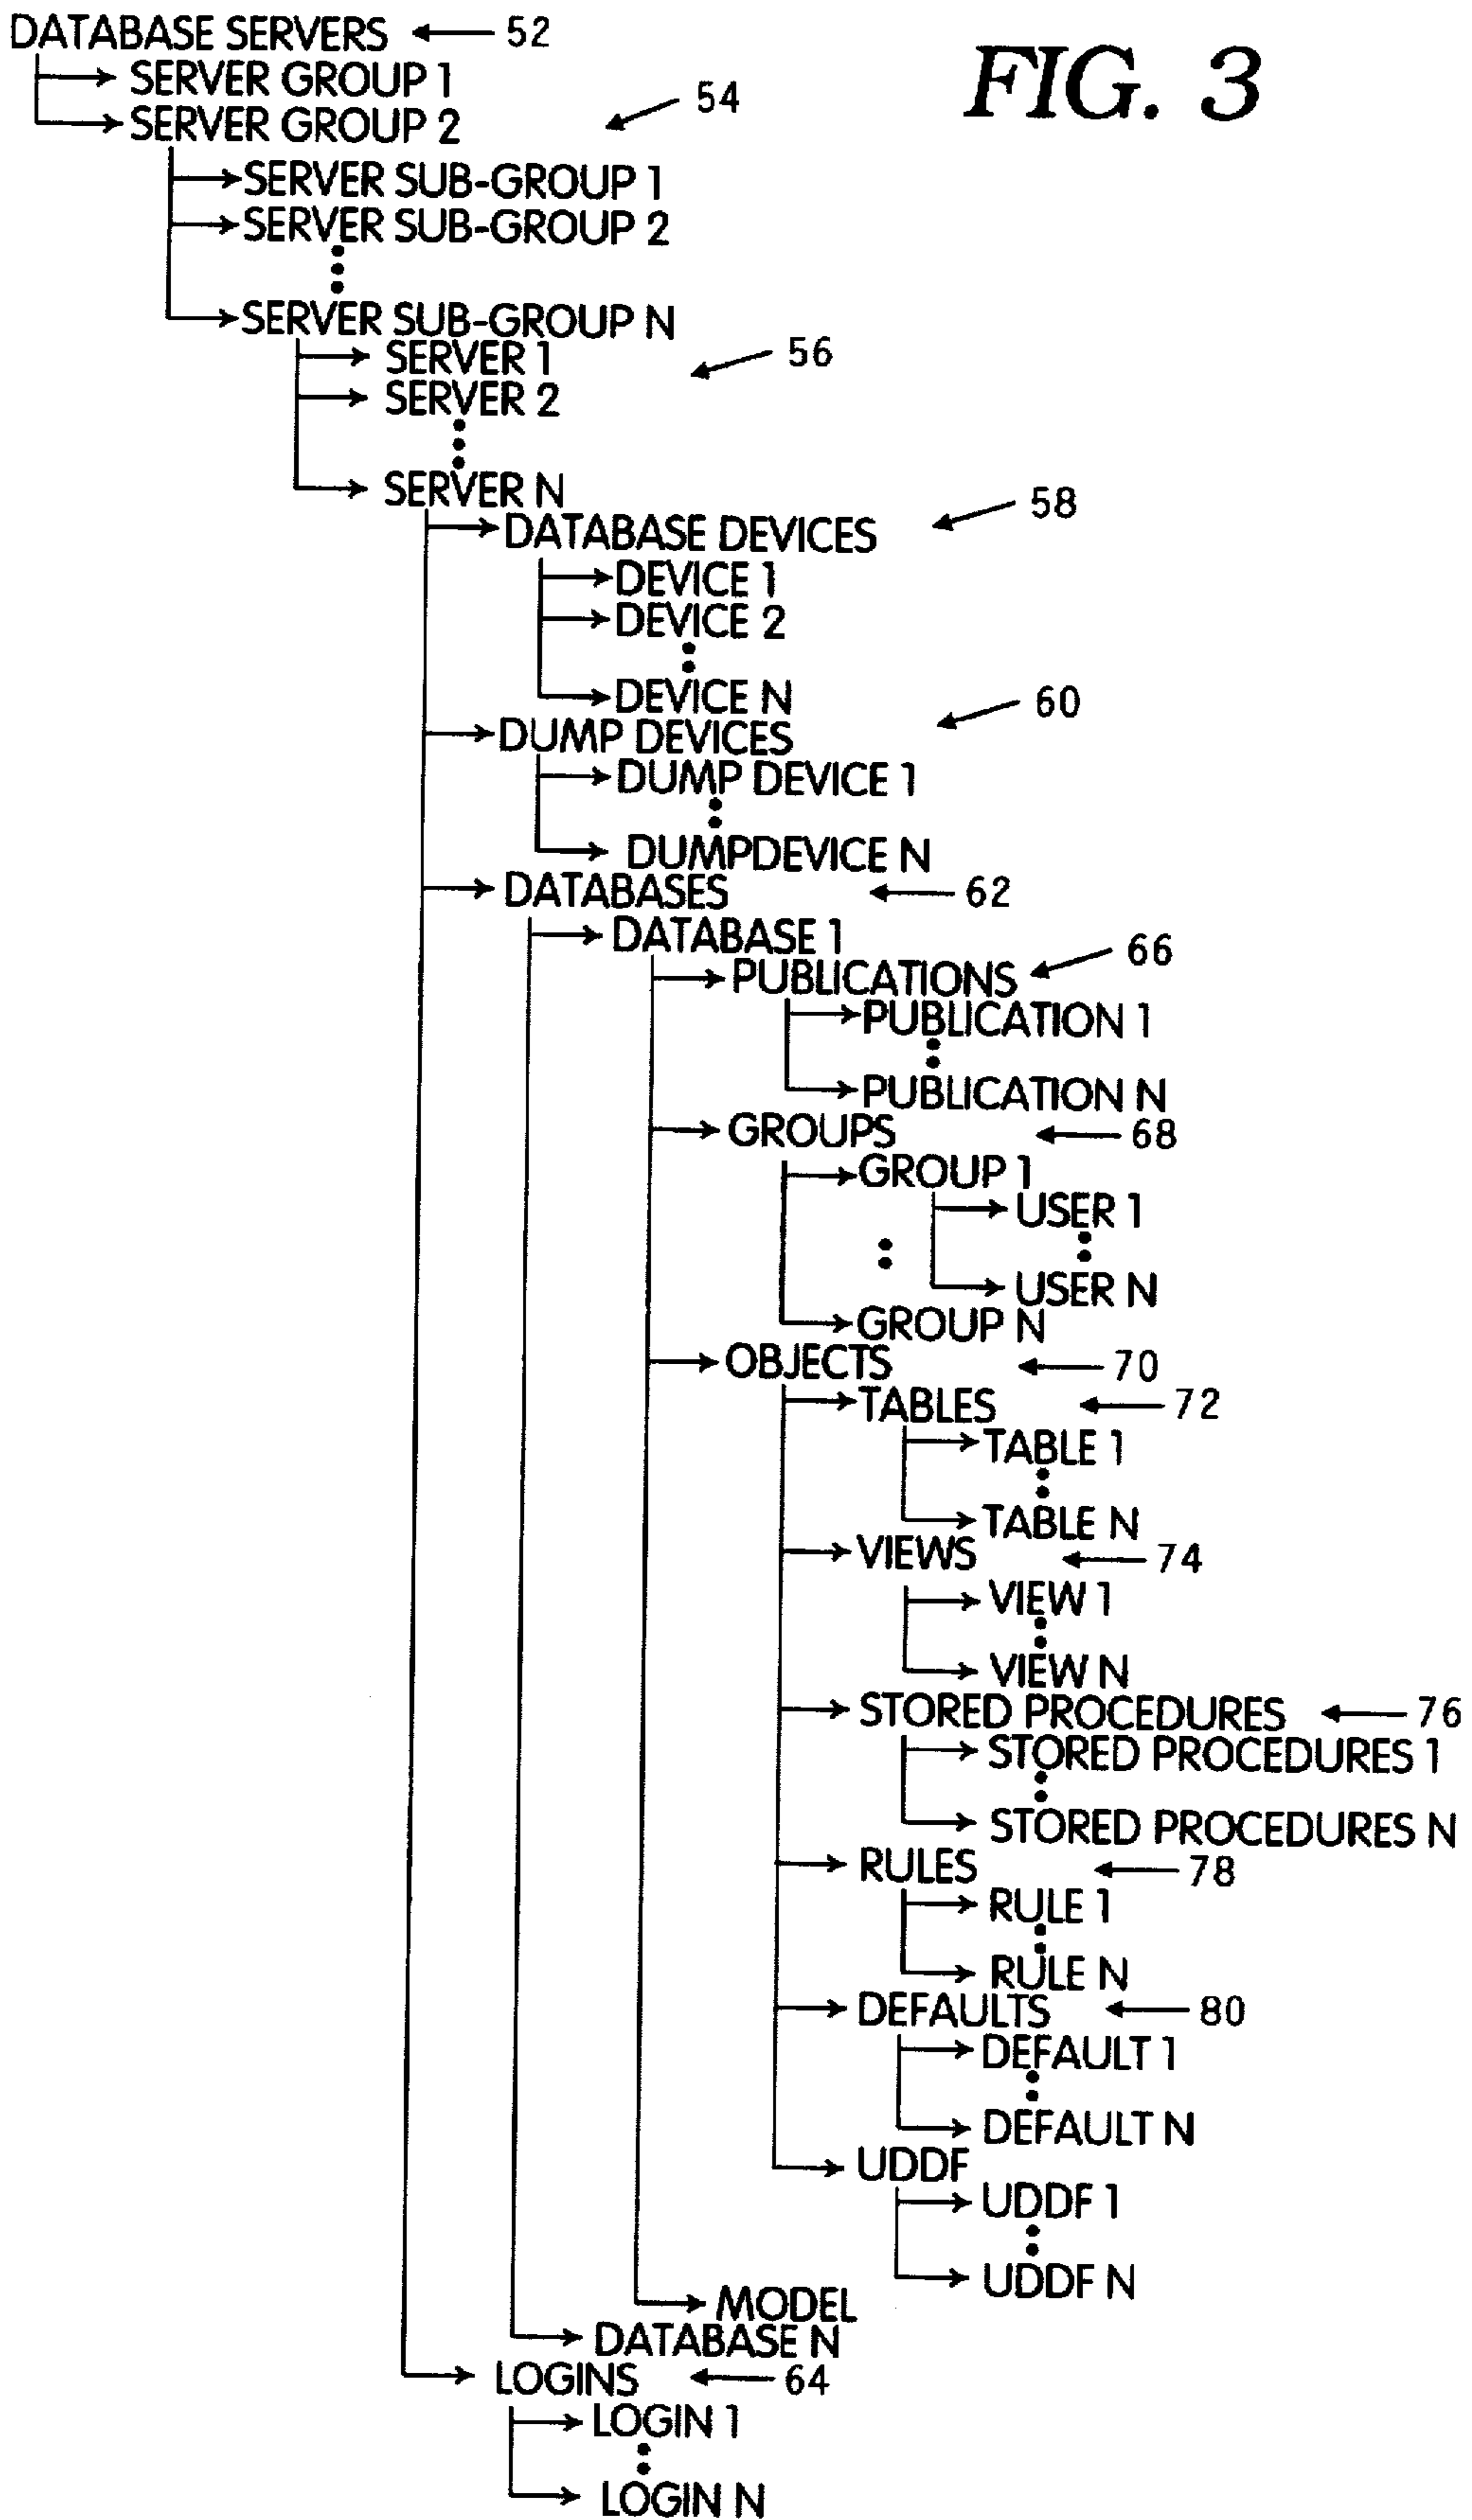 DATABASE SERVERS 52
FIG. 3
SERVER GROUP 1
SERVER GROUP 2
54
SERVER SUB-GROUP 1
SERVER SUB-GROUP 2
SERVER SUB-GROUP N
SERVER 1
56
SERVER 2
SERVER N
DATABASE DEVICES
58
DEVICE 1
DEVICE 2
DEVICE N
DUMP DEVICES
60
DUMP DEVICE 1
DUMPDEVICE N
DATABASES 62
DATABASE 1
PUBLICATIONS 66
PUBLICATION 1
PUBLICATION N
GROUPS 68
GROUP 1
USER 1
USER N
GROUP N
OBJECTS 70
TABLES 72
TABLE 1
TABLE N
VIEWS 74
VIEW 1
VIEW N
STORED PROCEDURES 76
STORED PROCEDURES 1
STORED PROCEDURES N
RULES 78
RULE 1
RULE N
DEFAULTS 80
DEFAULT 1
DEFAULT N
UDDF
UDDF 1
UDDF N
MODEL
DATABASE N
LOGINS 64
LOGIN 1
LOGIN N